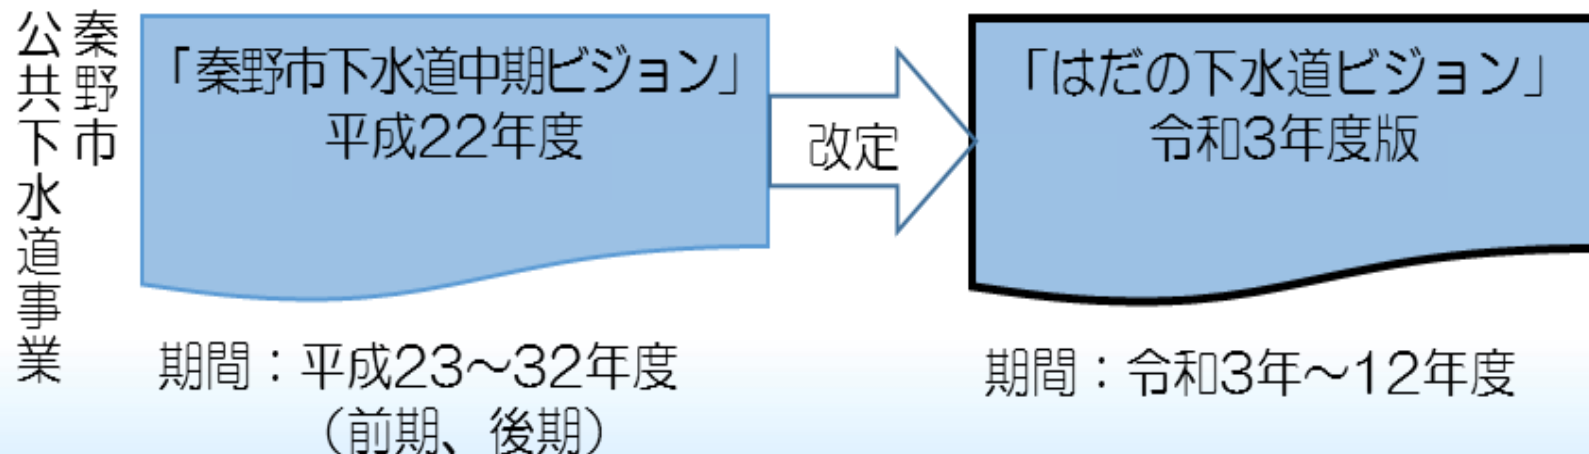 秦野市
公共下水道事業
「秦野市下水道中期ビジョン」
平成22年度
改定
「はだの下水道ビジョン」
令和3年度版
期間：平成23～32年度
（前期、後期）
期間：令和3年～12年度